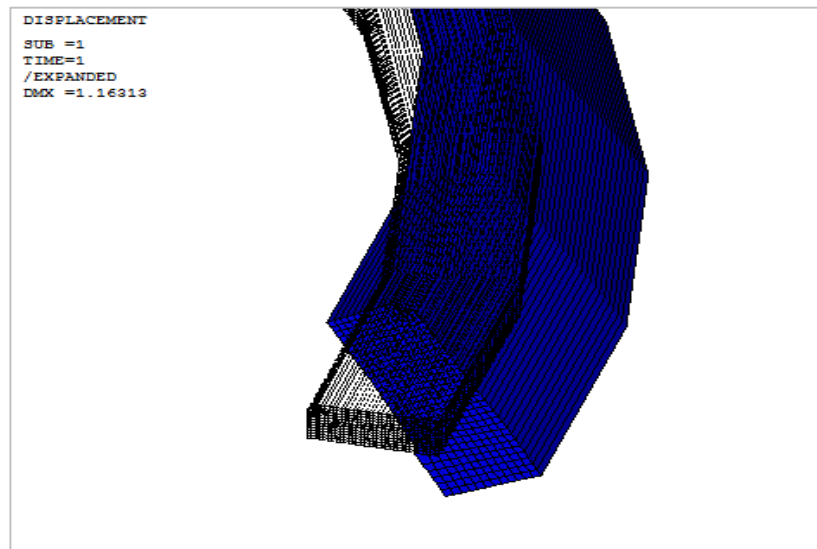 DISPLACEMENT
SUB =1
TIME=1
/EXPANDED
DMX =1.16313